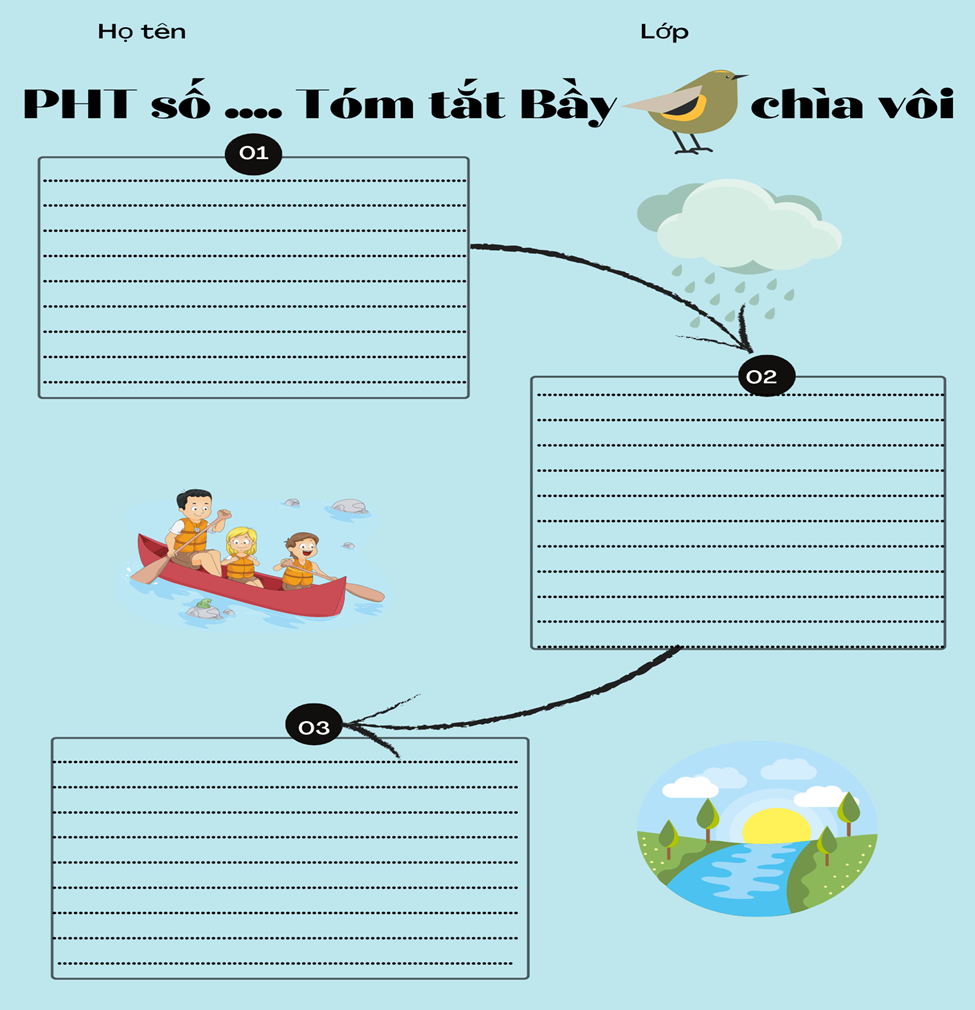 Họ tên Lớp
PHT số .... Tóm tắt Bầy chìa vôi
01
02
03